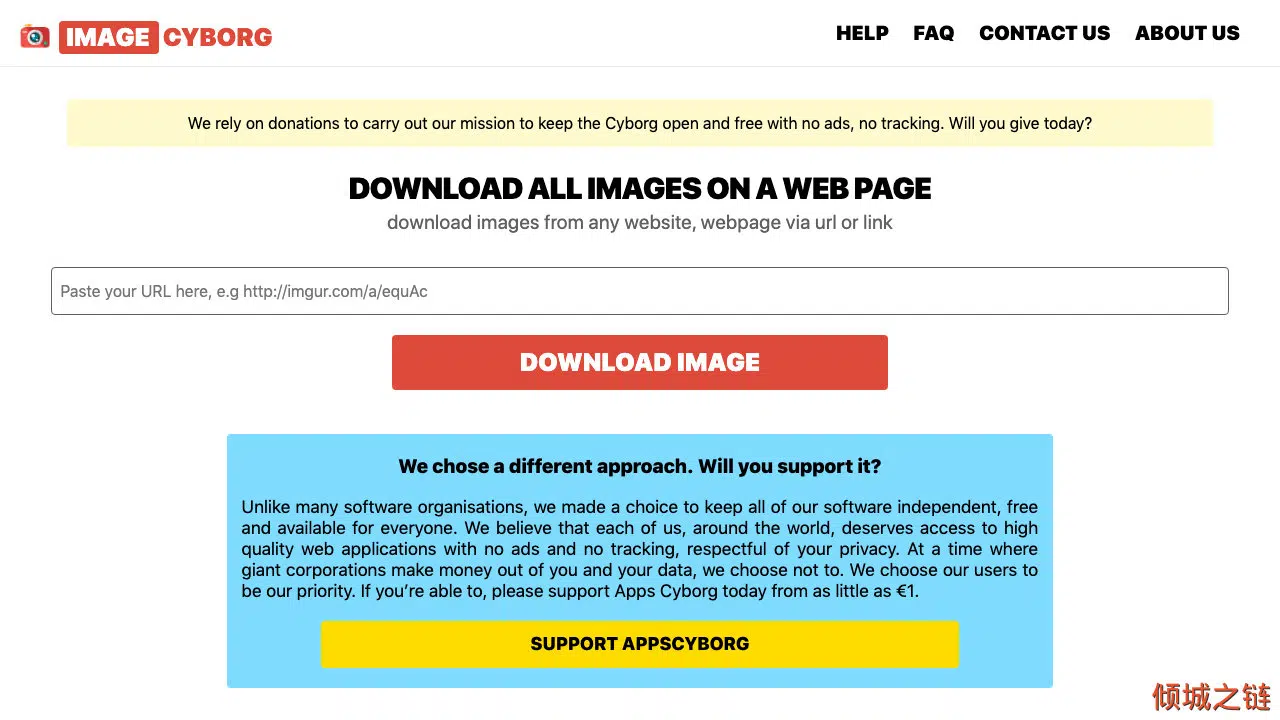 IMAGE CYBORG
HELP FAQ CONTACT US ABOUT US
We rely on donations to carry out our mission to keep the Cyborg open and free with no ads, no tracking. Will you give today?
DOWNLOAD ALL IMAGES ON A WEB PAGE
download images from any website, webpage via url or link
Paste your URL here, e.g http://imgur.com/a/equAc
DOWNLOAD IMAGE
We chose a different approach. Will you support it?
Unlike many software organisations, we made a choice to keep all of our software independent, free
and available for everyone. We believe that each of us, around the world, deserves access to high
quality web applications with no ads and no tracking, respectful of your privacy. At a time where
giant corporations make money out of you and your data, we choose not to. We choose our users to
be our priority. If you’re able to, please support Apps Cyborg today from as little as €1.
SUPPORT APPSCYBORG
倾城之链